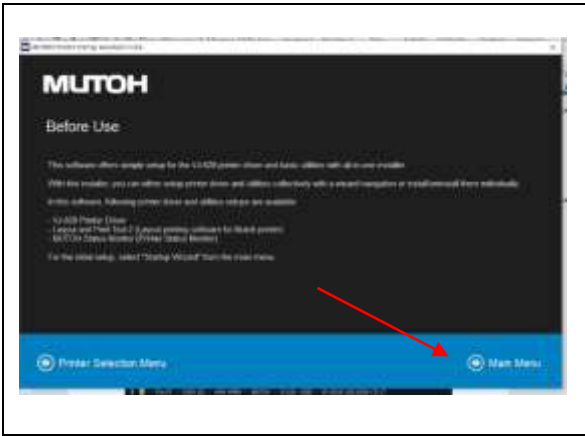 MUTOH
Before Use
This software offers simple setup for the VJ-628 printer driver and basic utilities with all in one installer.
With this installer, you can either setup printer driver and utilities collectively with a wizard navigation or install/uninstall them individually.
In this software, following printer driver and utilities setups are available:
- VJ-628 Printer Driver
- Layout and Print Tool 2 (Layout printing software for Mutoh printer)
- MUTOH Status Monitor (Printer Status Monitor)
For the initial setup, select "Startup Wizard" from the main menu.
Printer Selection Menu
Main Menu